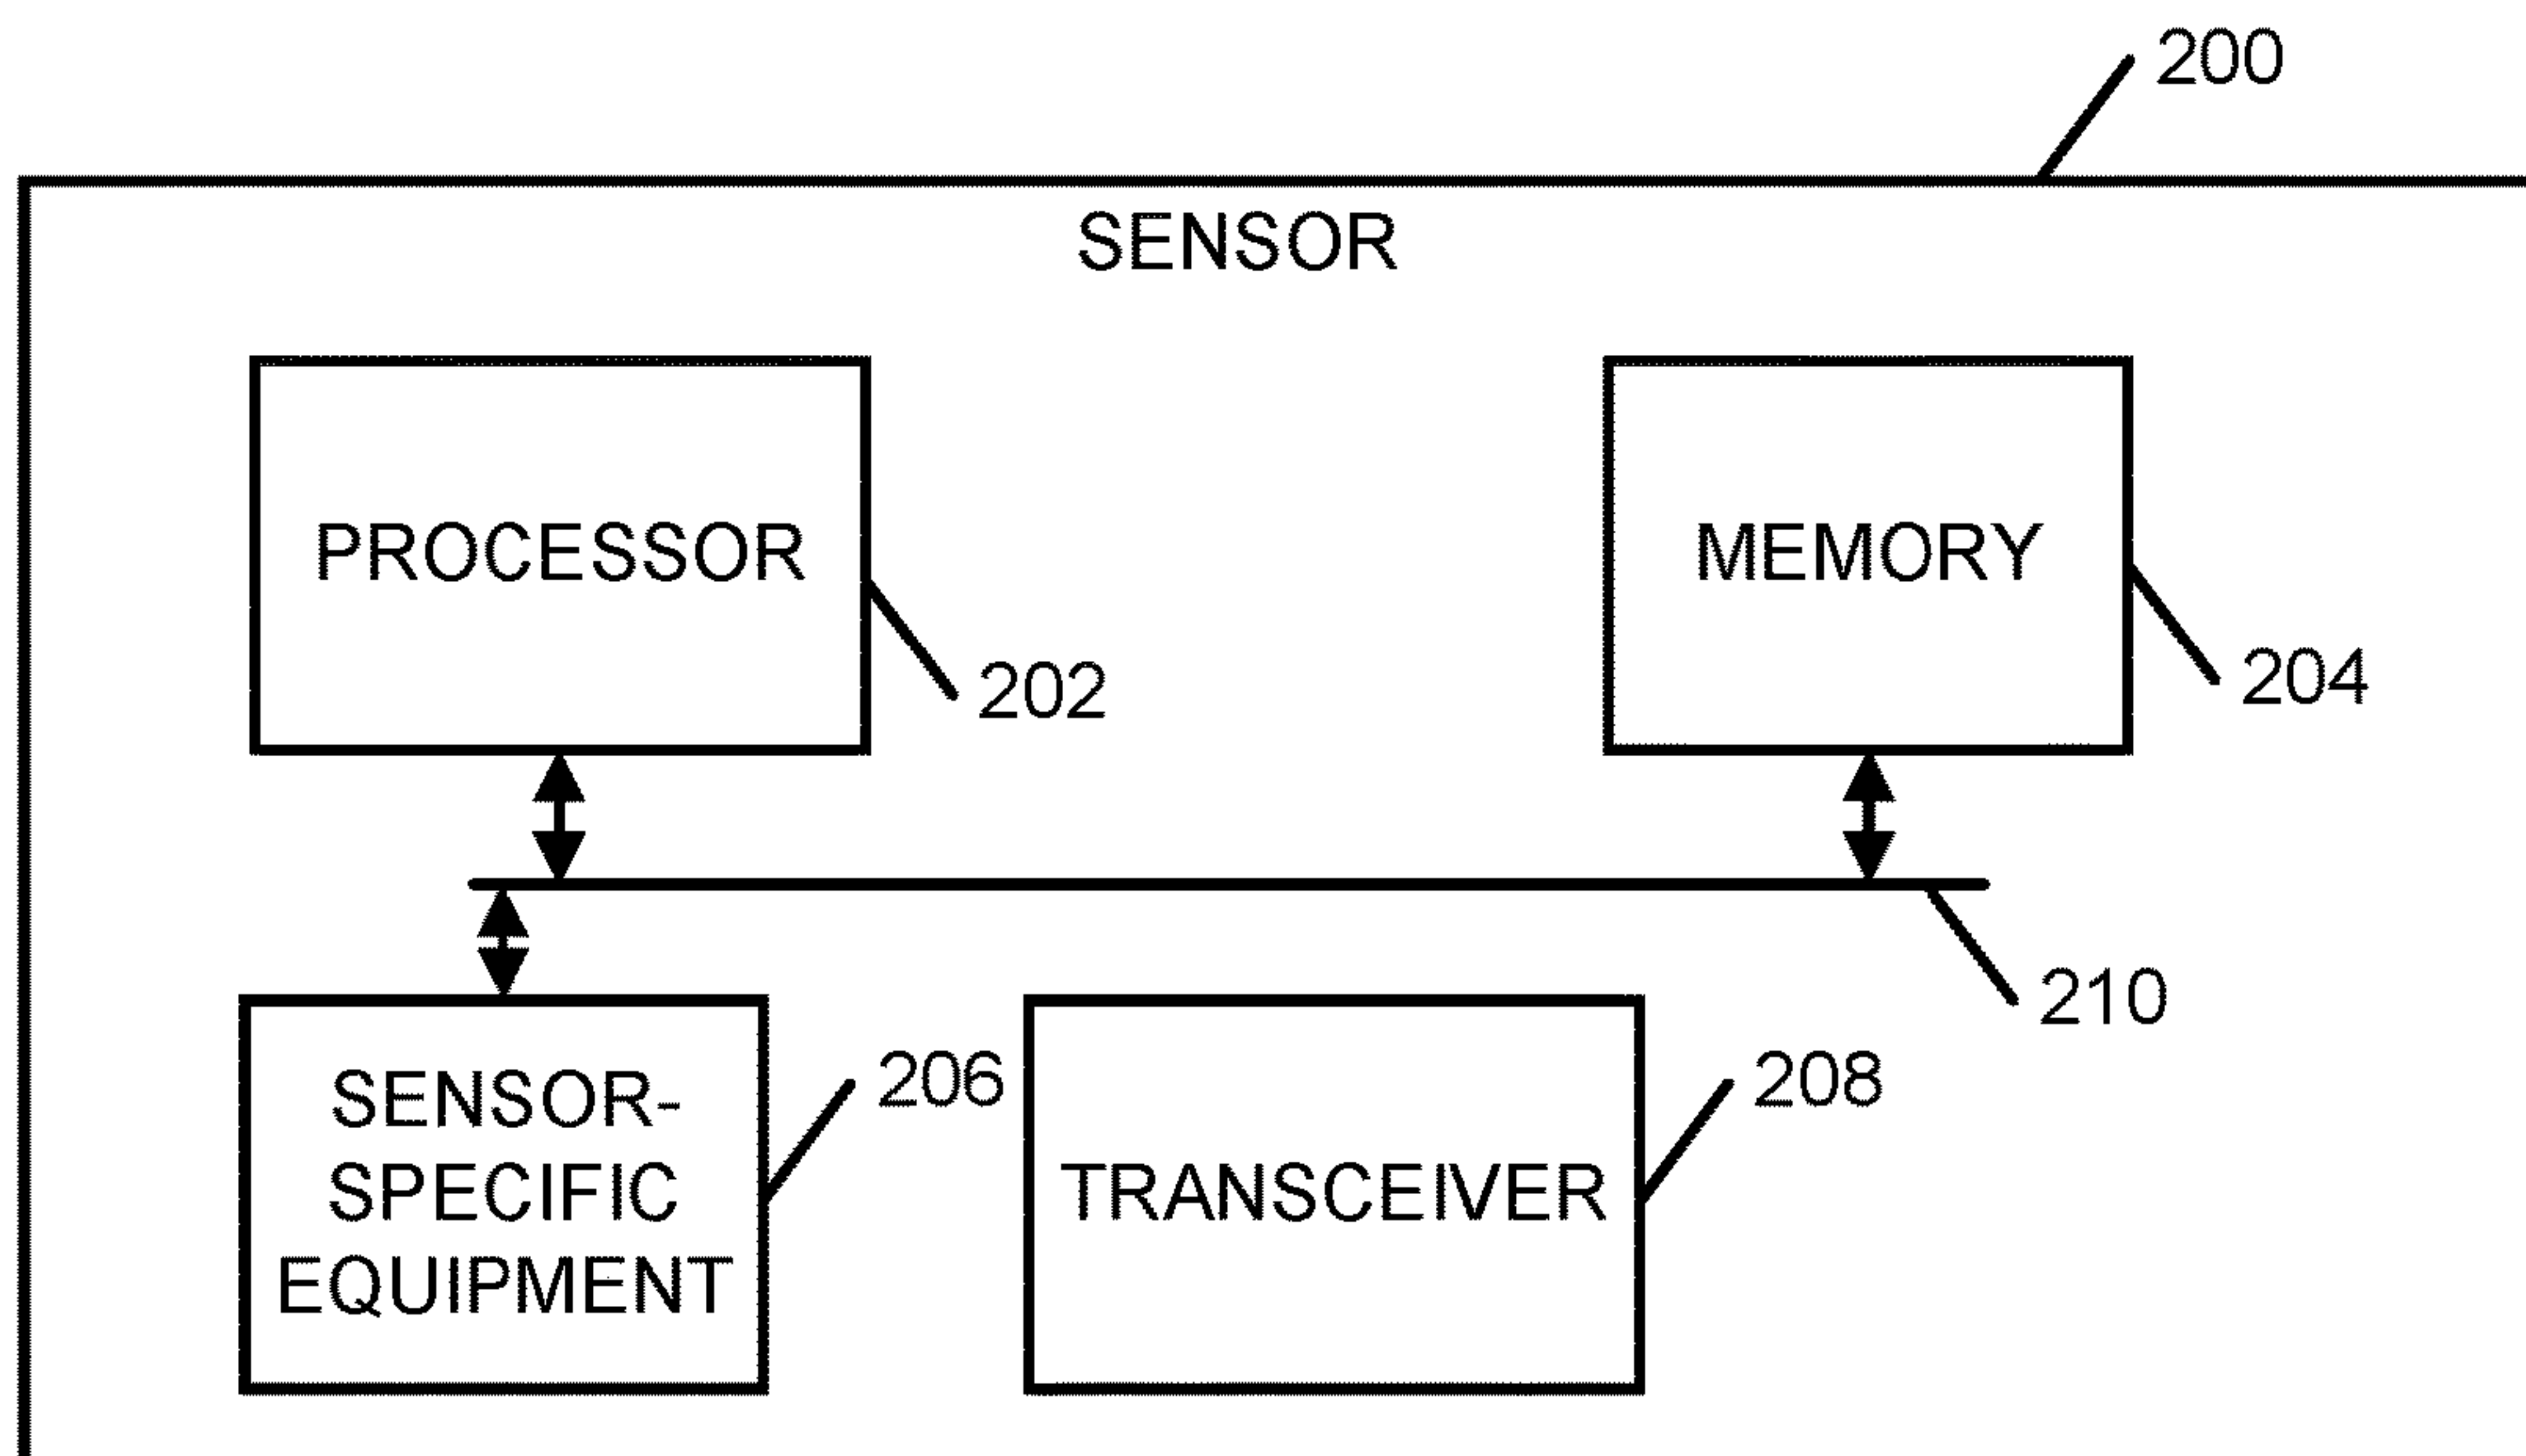 200
SENSOR
PROCESSOR
MEMORY
202
204
210
SENSOR-
SPECIFIC
EQUIPMENT
206
TRANSCEIVER
208